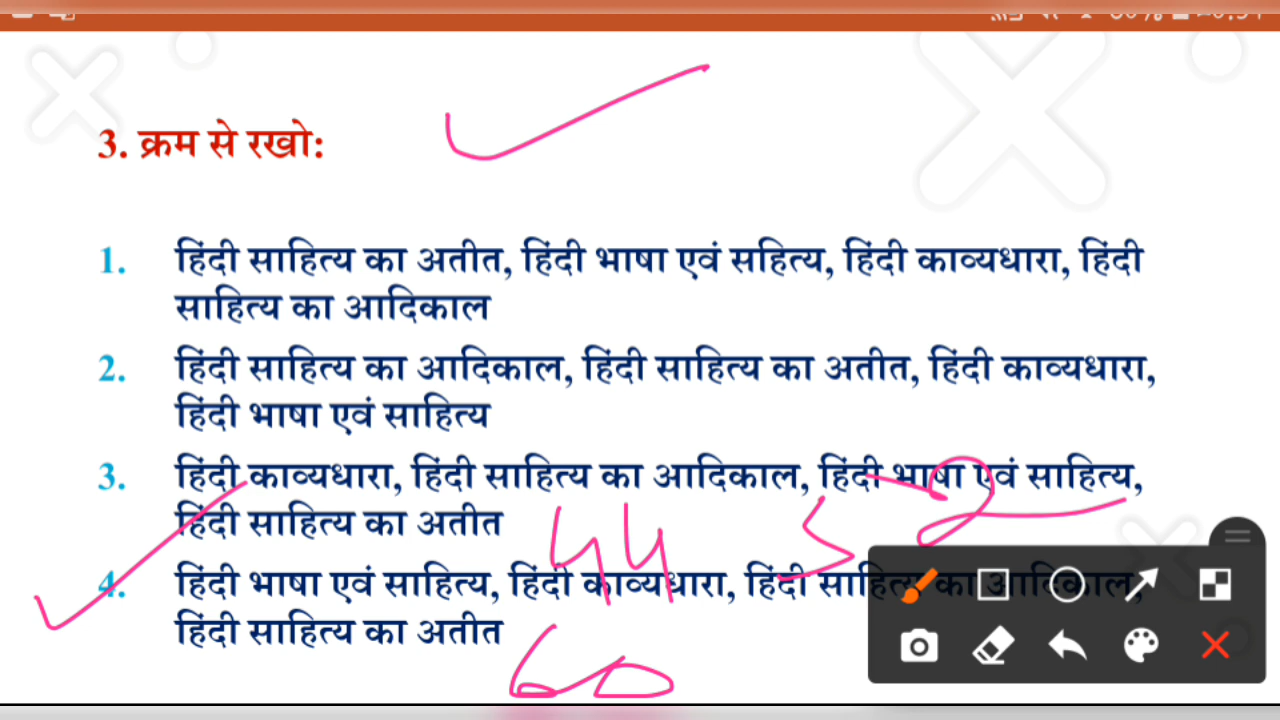 3. क्रम से रखो:
1. हिंदी साहित्य का अतीत, हिंदी भाषा एवं सहित्य, हिंदी काव्यधारा, हिंदी
साहित्य का आदिकाल
2. हिंदी साहित्य का आदिकाल, हिंदी साहित्य का अतीत, हिंदी काव्यधारा,
हिंदी भाषा एवं साहित्य
3. हिंदी काव्यधारा, हिंदी साहित्य का आदिकाल, हिंदी भाषा एवं साहित्य,
हिंदी साहित्य का अतीत
44 52
4. हिंदी भाषा एवं साहित्य, हिंदी काव्यधारा, हिंदी साहित्य का आदिकाल,
हिंदी साहित्य का अतीत
60